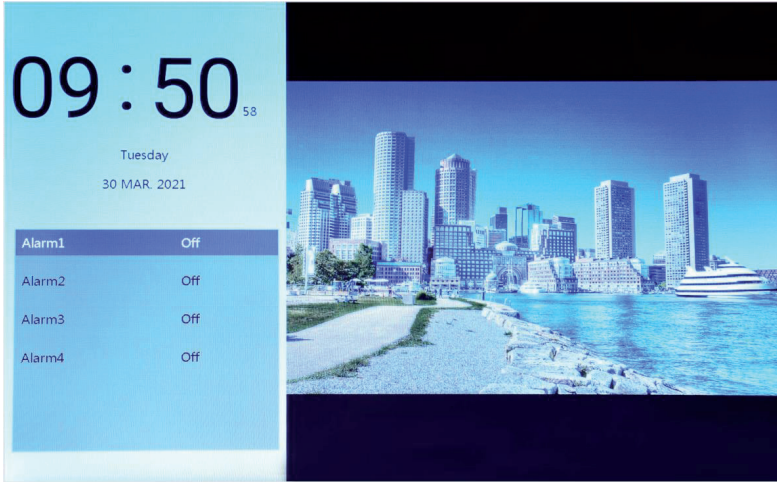 09:50 58
Tuesday
30 MAR. 2021
Alarm1 Off
Alarm2 Off
Alarm3 Off
Alarm4 Off